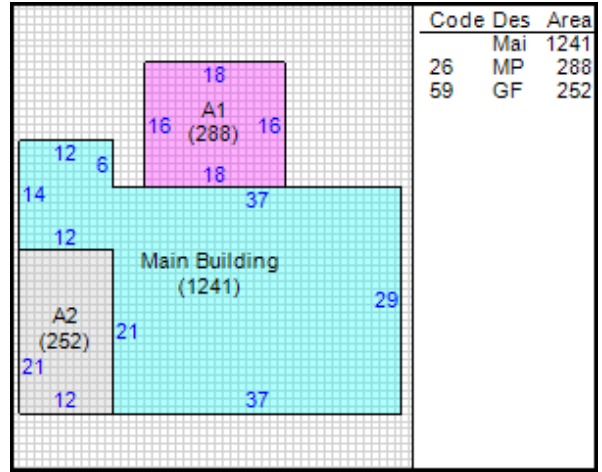 Code Des Area
Mai 1241
26 MP 288
59 GF 252
18
A1
16 (288) 16
18
12
6
14
37
12
Main Building
(1241)
29
A2
(252)
21
21
12
37